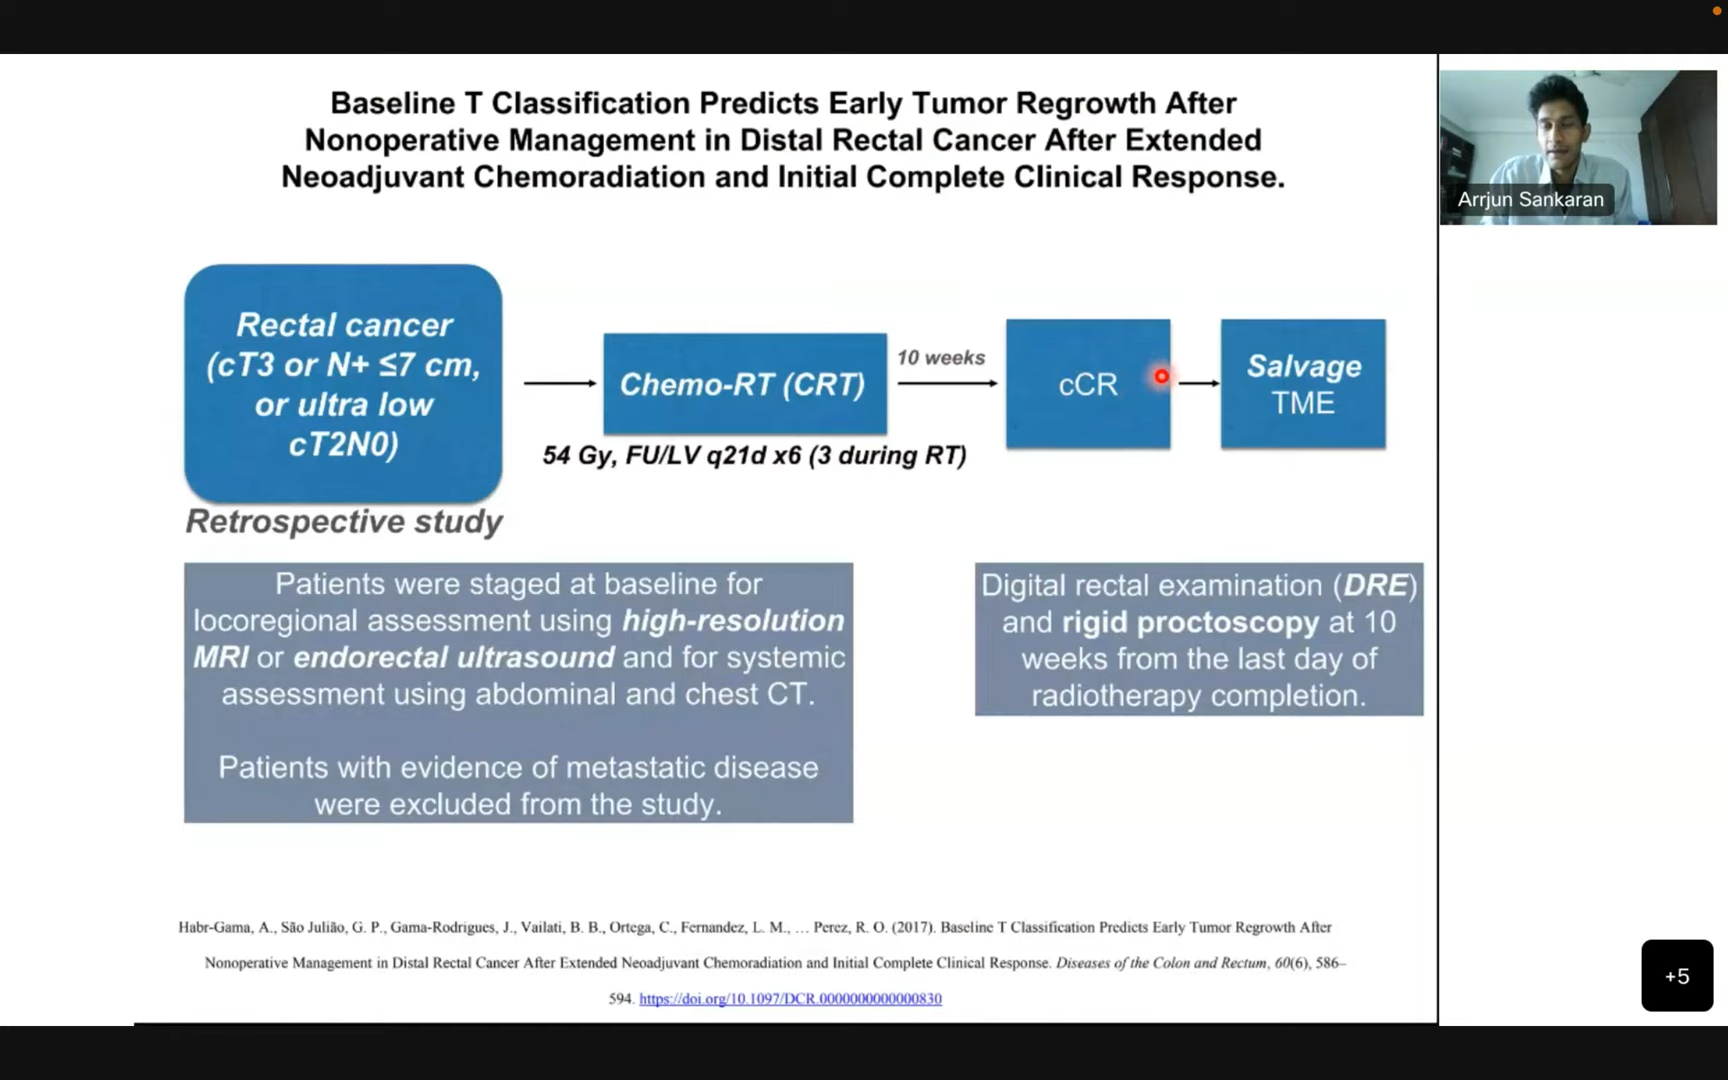 Baseline T Classification Predicts Early Tumor Regrowth After
Nonoperative Management in Distal Rectal Cancer After Extended
Neoadjuvant Chemoradiation and Initial Complete Clinical Response.
Arrjun Sankaran
Rectal cancer
(cT3 or N+ ≤7 cm,
or ultra low
cT2N0)
Chemo-RT (CRT)
10 weeks
cCR
Salvage
TME
54 Gy, FU/LV q21d x6 (3 during RT)
Retrospective study
Patients were staged at baseline for
locoregional assessment using high-resolution
MRI or endorectal ultrasound and for systemic
assessment using abdominal and chest CT.
Patients with evidence of metastatic disease
were excluded from the study.
Digital rectal examination (DRE)
and rigid proctoscopy at 10
weeks from the last day of
radiotherapy completion.
Habr-Gama, A., São Julião, G. P., Gama-Rodrigues, J., Vailati, B. B., Ortega, C., Fernandez, L. M., … Perez, R. O. (2017). Baseline T Classification Predicts Early Tumor Regrowth After
Nonoperative Management in Distal Rectal Cancer After Extended Neoadjuvant Chemoradiation and Initial Complete Clinical Response. Diseases of the Colon and Rectum, 60(6), 586–
594. https://doi.org/10.1097/DCR.0000000000000830
+5